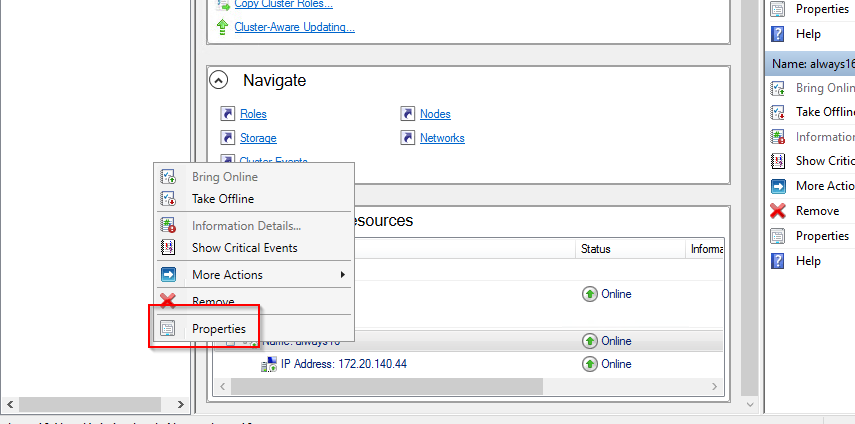 Copy Cluster Roles...
Cluster-Aware Updating...
Navigate
Roles
Nodes
Storage
Networks
Cluster Events
Bring Online
Take Offline
Information Details...
Show Critical Events
More Actions
Remove
Properties
esources
Status
Informa
Online
Name: always16
Online
IP Address: 172.20.140.44
Online
Properties
Help
Name: always16
Bring Onlin
Take Offlin
Information
Show Critic
More Actio
Remove
Properties
Help